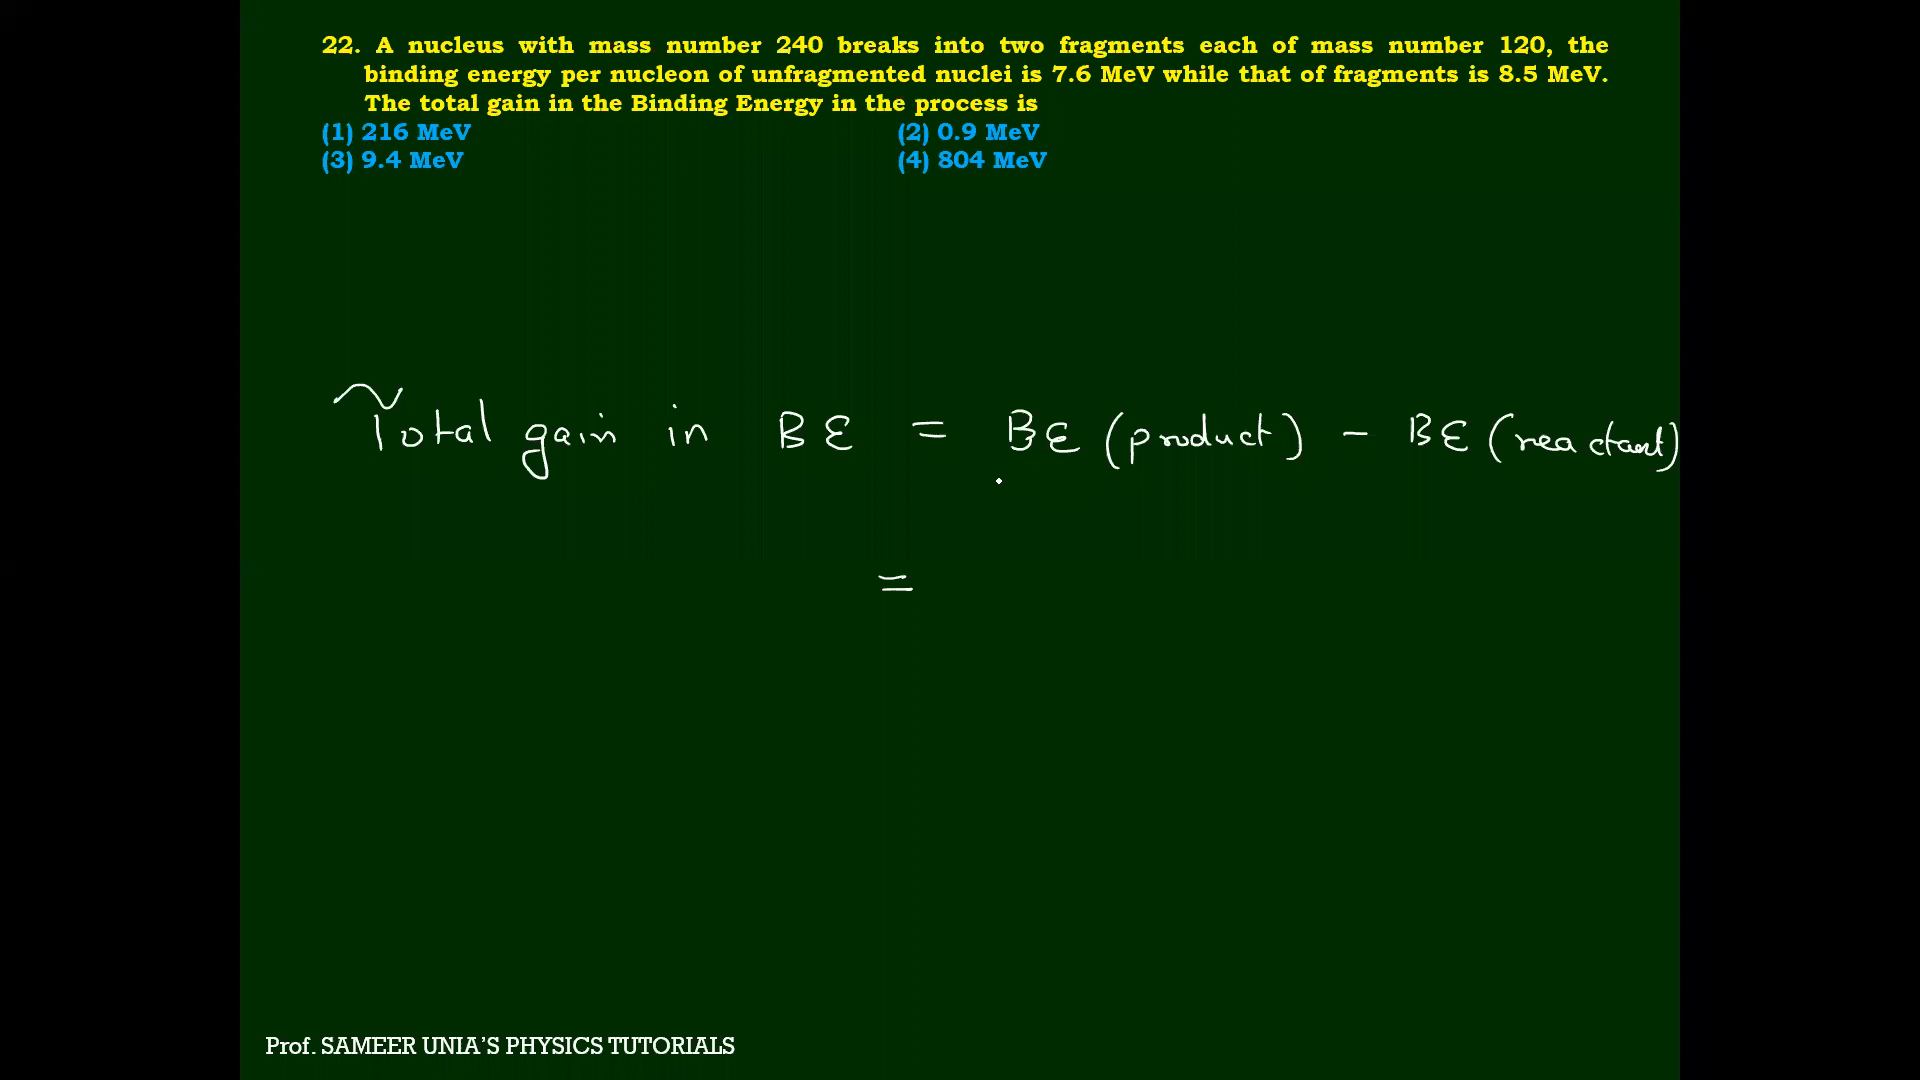 22. A nucleus with mass number 240 breaks into two fragments each of mass number 120, the
binding energy per nucleon of unfragmented nuclei is 7.6 MeV while that of fragments is 8.5 MeV.
The total gain in the Binding Energy in the process is
(1) 216 MeV (2) 0.9 MeV
(3) 9.4 MeV (4) 804 MeV
Total gain in BE = BE (product) - BE (reactant)
=
Prof. SAMEER UNIA'S PHYSICS TUTORIALS